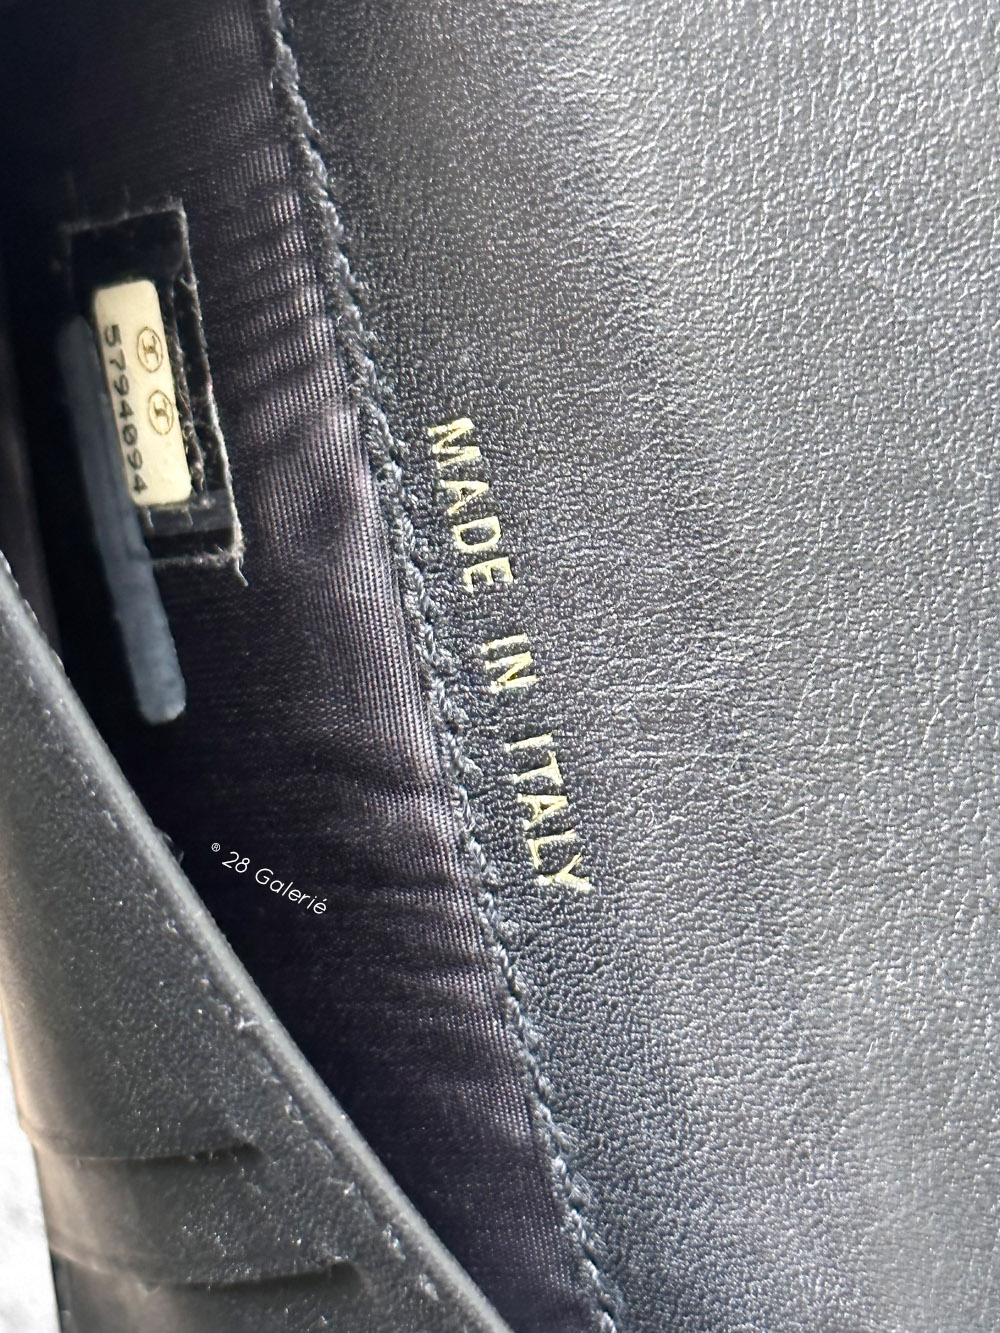 5794094
MADE IN ITALY
® 28 Galerié